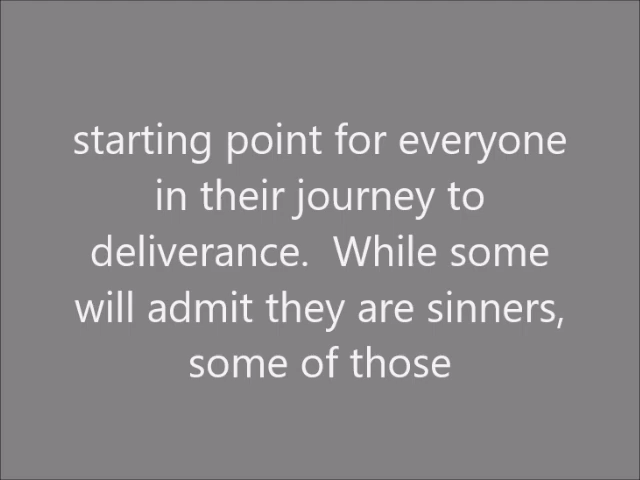 starting point for everyone
in their journey to
deliverance.  While some
will admit they are sinners,
some of those